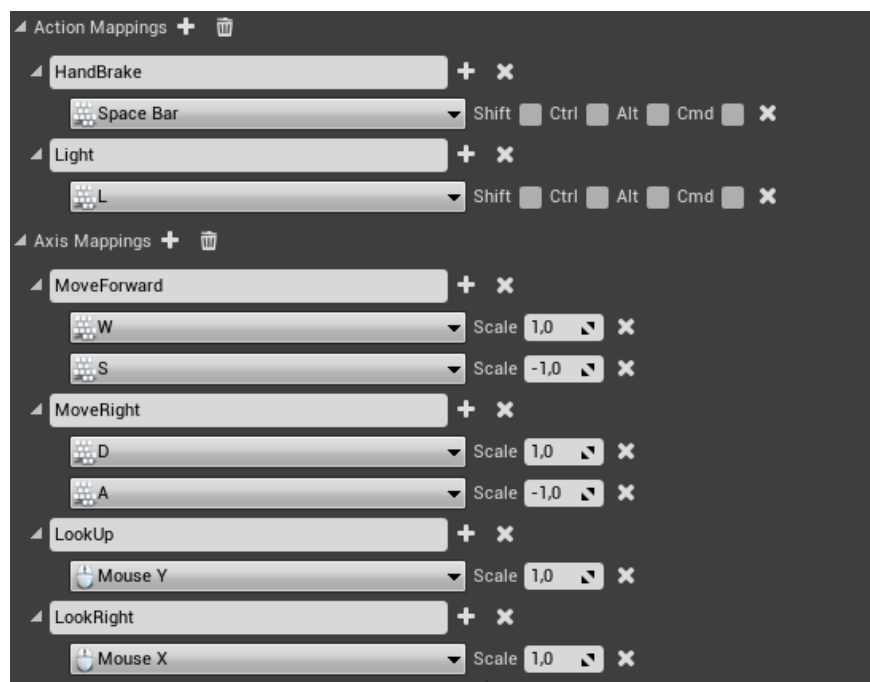 Action Mappings
HandBrake
Space Bar Shift Ctrl Alt Cmd
Light
L Shift Ctrl Alt Cmd
Axis Mappings
MoveForward
W Scale 1,0
S Scale -1,0
MoveRight
D Scale 1,0
A Scale -1,0
LookUp
Mouse Y Scale 1,0
LookRight
Mouse X Scale 1,0